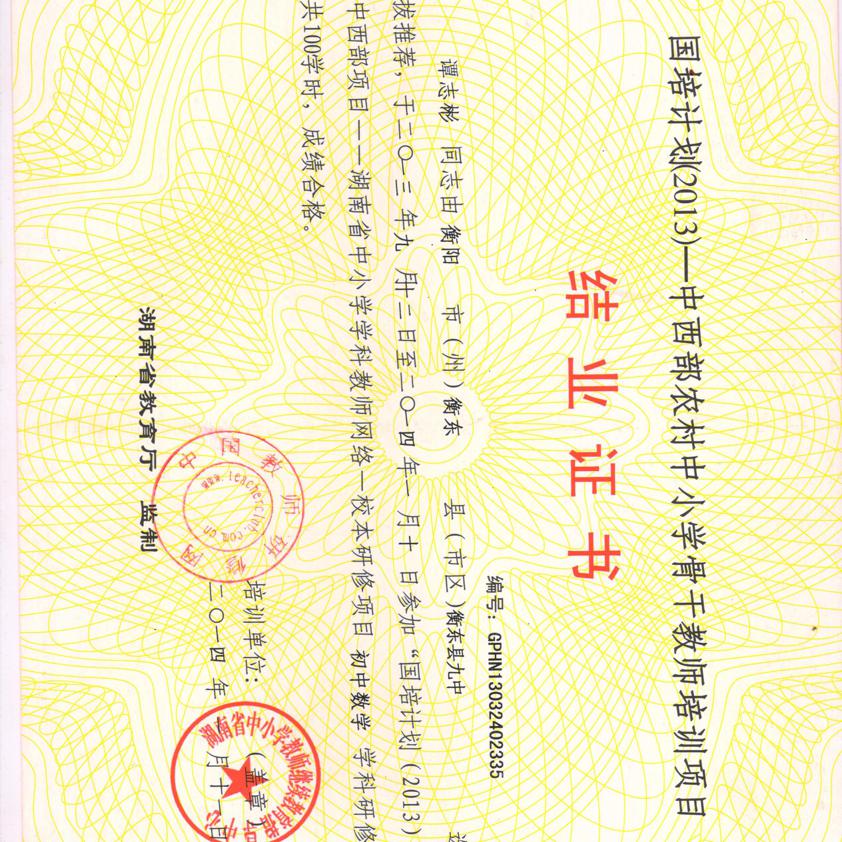 国培计划(2013)—中西部农村中小学骨干教师培训项目
结业证书
编号：GPHN13032402335
谭志彬 同志由 衡阳 市（州）衡东 县（市区）衡东县九中
拔推荐，于二〇一三 年九 月十二日至二〇一四 年一 月十 日参加“国培计划（2013）
中西部项目——湖南省中小学学科教师网络—校本研修项目 初中数学 学科研修
共100学时，成绩合格。
培训单位：（盖章）
二〇一四 年一月十一日
湖南省教育厅 监制
中国教师研修网
www.teacherclub.com.cn
湖南省中小学教师继续教育指导中心